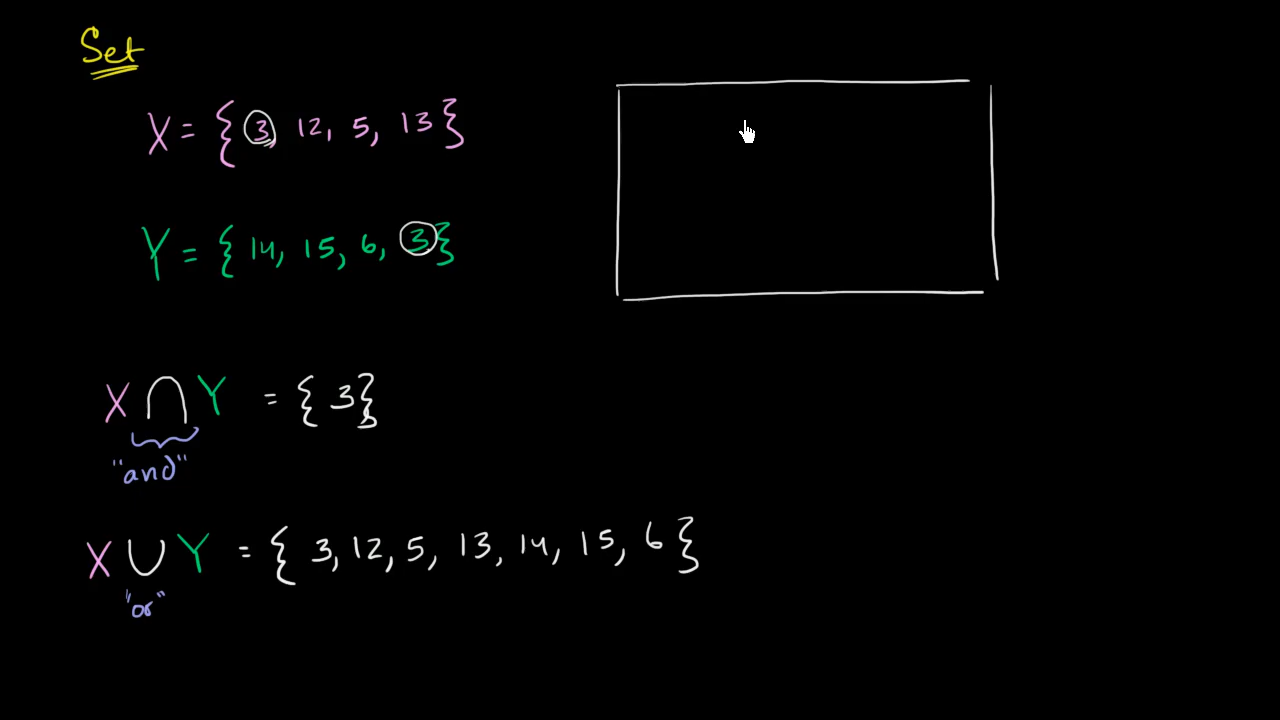 Set
X = { 3, 12, 5, 13 }
Y = { 14, 15, 6, 3 }
X ∩ Y = { 3 }
"and"
X ∪ Y = { 3, 12, 5, 13, 14, 15, 6 }
"or"